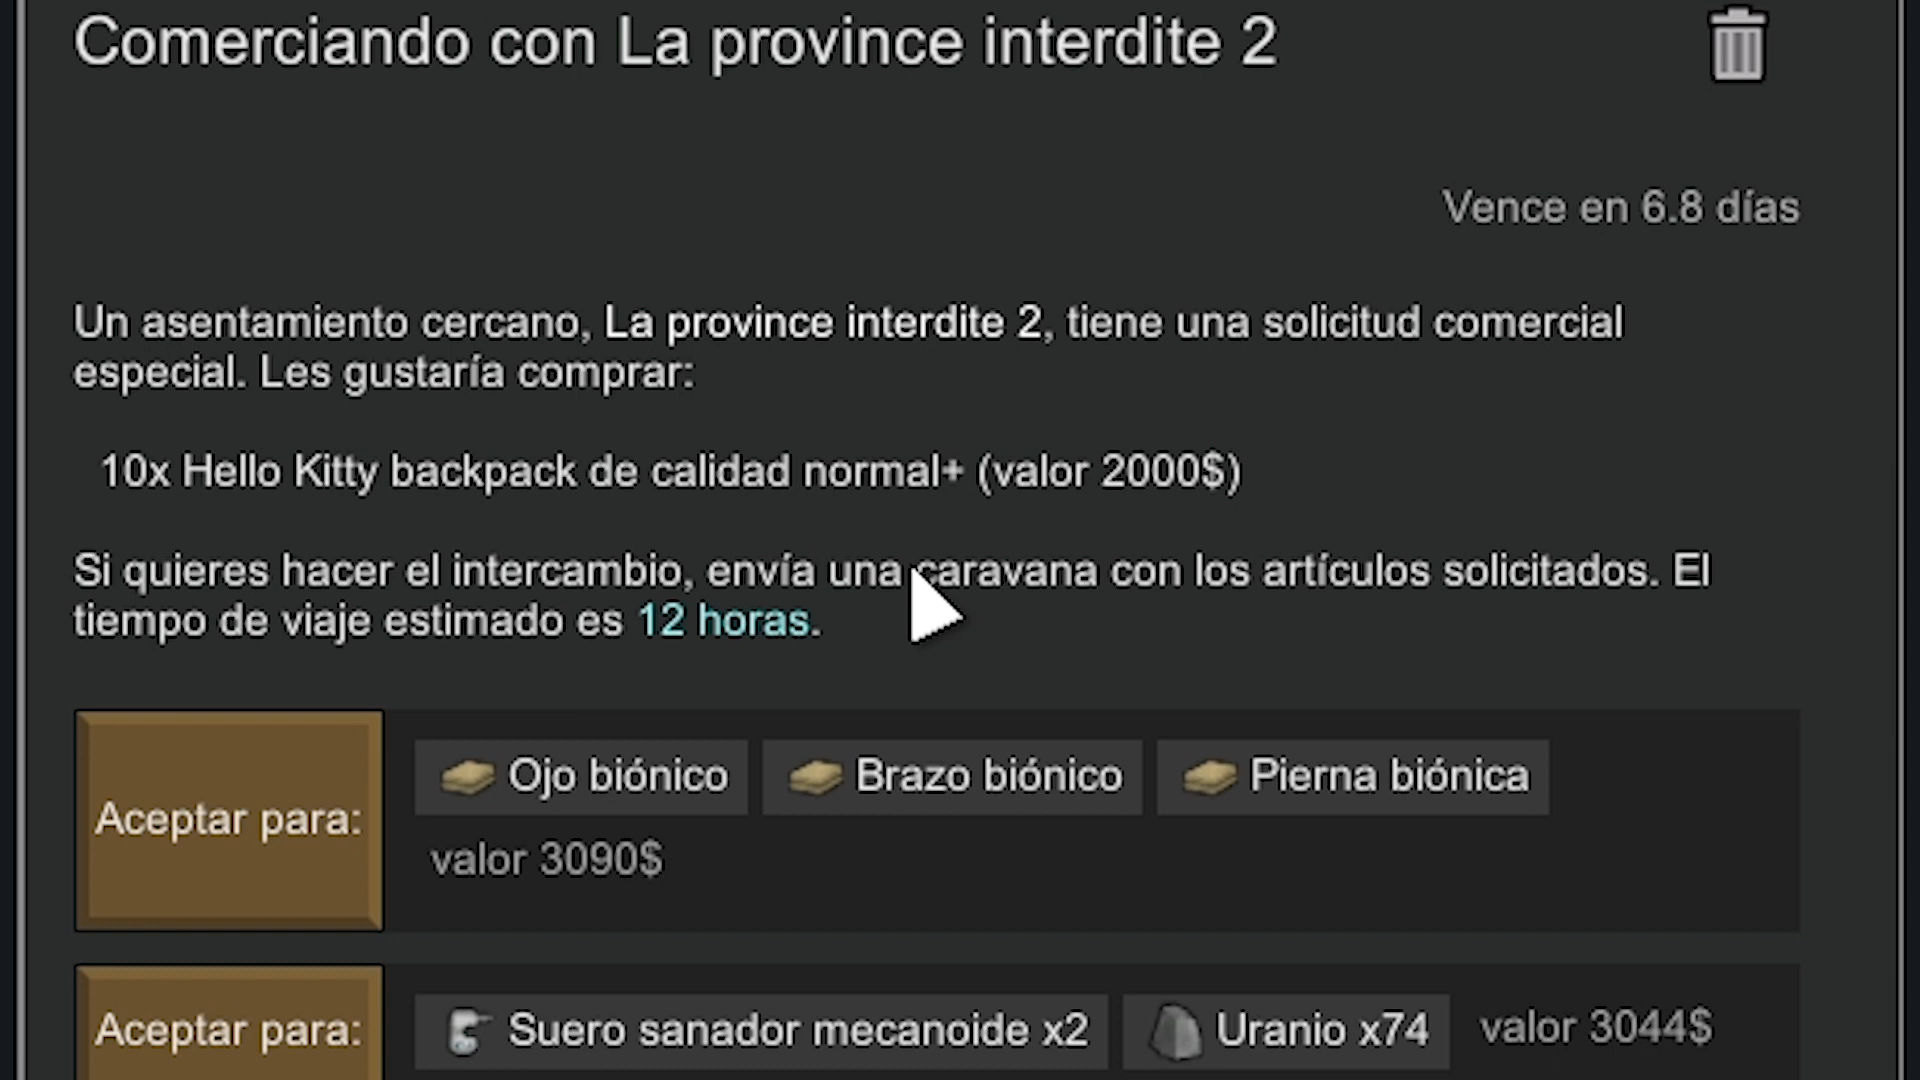 Comerciando con La province interdite 2
Vence en 6.8 días
Un asentamiento cercano, La province interdite 2, tiene una solicitud comercial
especial. Les gustaría comprar:
10x Hello Kitty backpack de calidad normal+ (valor 2000$)
Si quieres hacer el intercambio, envía una caravana con los artículos solicitados. El
tiempo de viaje estimado es 12 horas.
Aceptar para:
Ojo biónico
Brazo biónico
Pierna biónica
valor 3090$
Aceptar para:
Suero sanador mecanoide x2
Uranio x74
valor 3044$